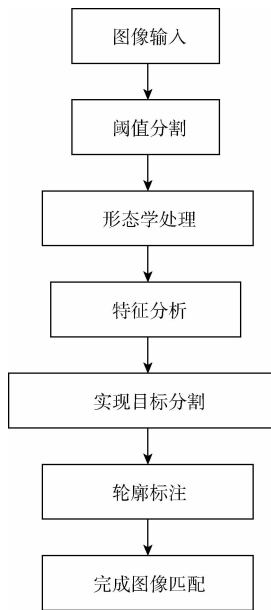 图像输入
阈值分割
形态学处理
特征分析
实现目标分割
轮廓标注
完成图像匹配